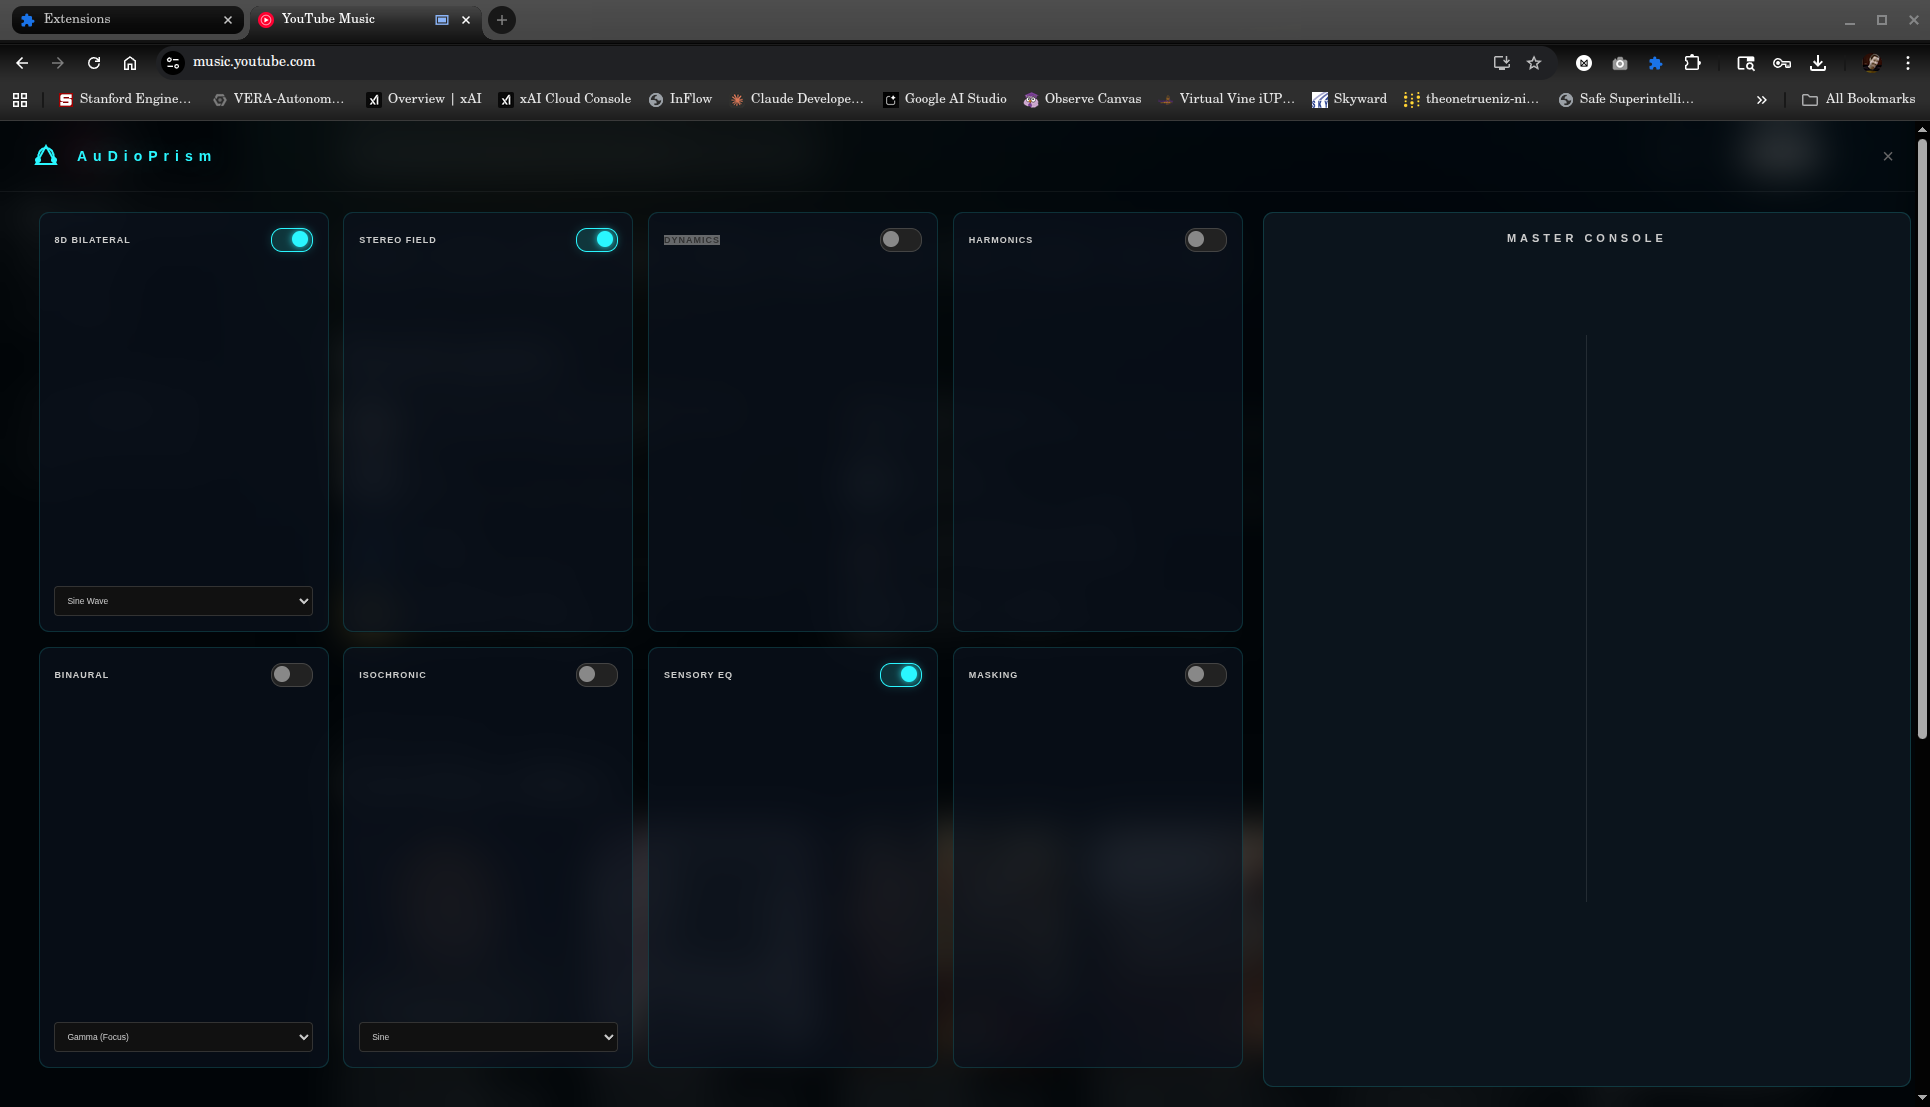 Extensions
YouTube Music
music.youtube.com
Stanford Engine...
VERA-Autonom...
Overview | xAI
xAI Cloud Console
InFlow
Claude Develope...
Google AI Studio
Observe Canvas
Virtual Vine iUP...
Skyward
theonetrueniz-ni...
Safe Superintelli...
All Bookmarks
AuDioPrism
8D BILATERAL
STEREO FIELD
DYNAMICS
HARMONICS
MASTER CONSOLE
Sine Wave
BINAURAL
ISOCHRONIC
SENSORY EQ
MASKING
Gamma (Focus)
Sine